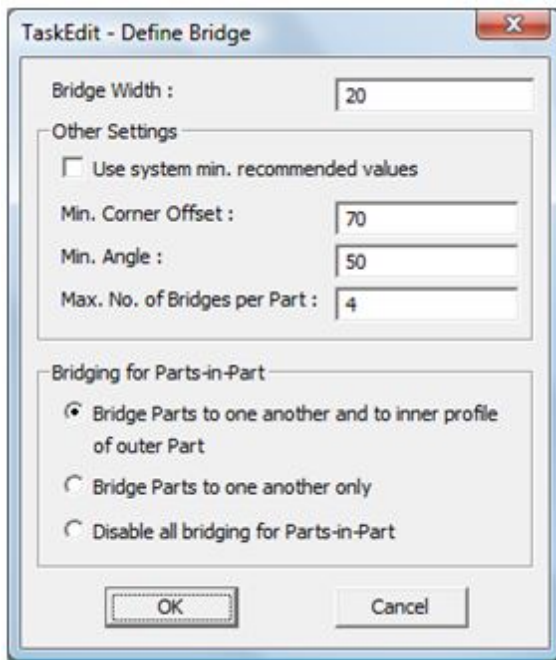 TaskEdit - Define Bridge
Bridge Width :
20
Other Settings
Use system min. recommended values
Min. Corner Offset :
70
Min. Angle :
50
Max. No. of Bridges per Part :
4
Bridging for Parts-in-Part
Bridge Parts to one another and to inner profile
of outer Part
Bridge Parts to one another only
Disable all bridging for Parts-in-Part
OK
Cancel